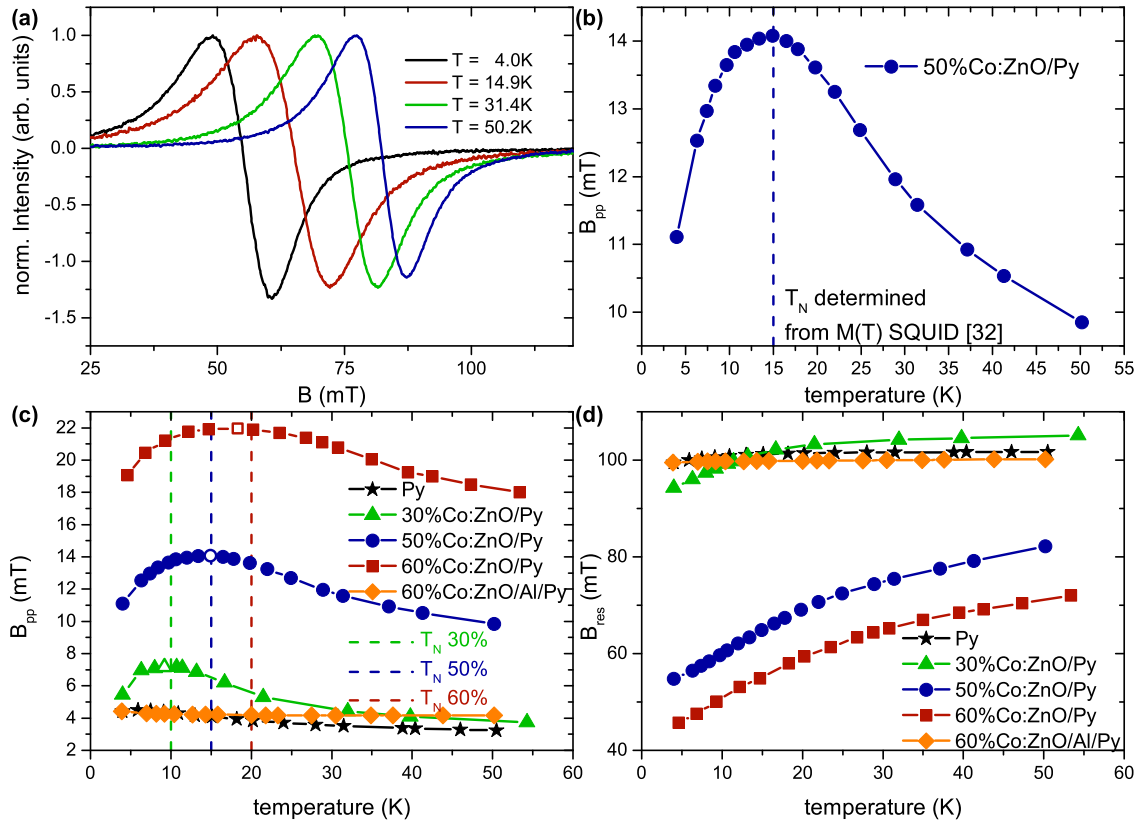 (a)
1.0
0.5
0.0
-0.5
-1.0
-1.5
norm. Intensity (arb. units)
T = 4.0K
T = 14.9K
T = 31.4K
T = 50.2K
25
50
75
100
B (mT)
(b)
14
13
12
11
10
B_pp (mT)
50%Co:ZnO/Py
T_N determined
from M(T) SQUID [32]
0
5
10
15
20
25
30
35
40
45
50
55
temperature (K)
(c)
22
20
18
16
14
12
10
8
6
4
2
B_pp (mT)
Py
30%Co:ZnO/Py
50%Co:ZnO/Py
60%Co:ZnO/Py
60%Co:ZnO/Al/Py
T_N 30%
T_N 50%
T_N 60%
0
10
20
30
40
50
60
temperature (K)
(d)
100
80
60
40
B_res (mT)
Py
30%Co:ZnO/Py
50%Co:ZnO/Py
60%Co:ZnO/Py
60%Co:ZnO/Al/Py
0
10
20
30
40
50
60
temperature (K)